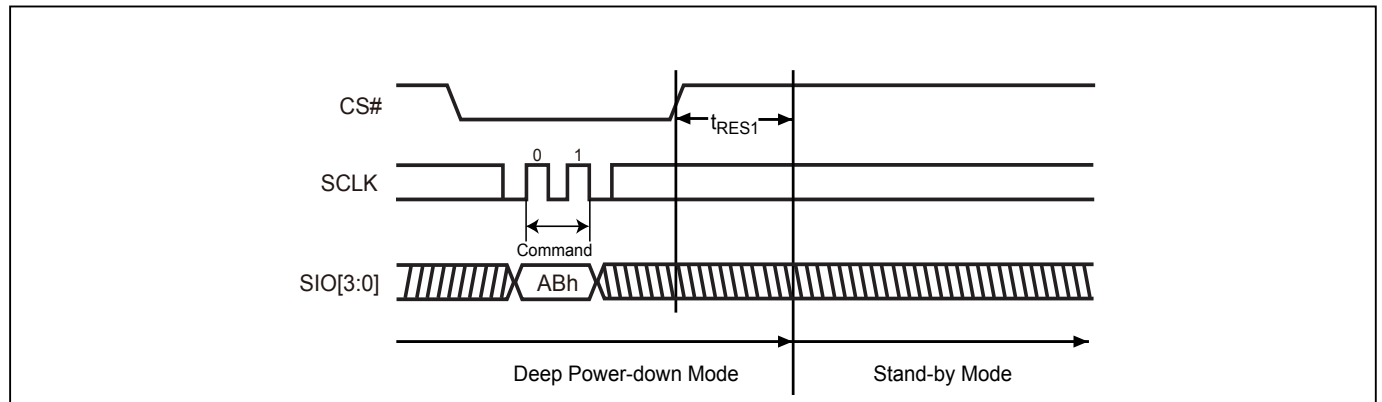 CS#
tRES1
0 1
SCLK
Command
SIO[3:0]
ABh
Deep Power-down Mode
Stand-by Mode